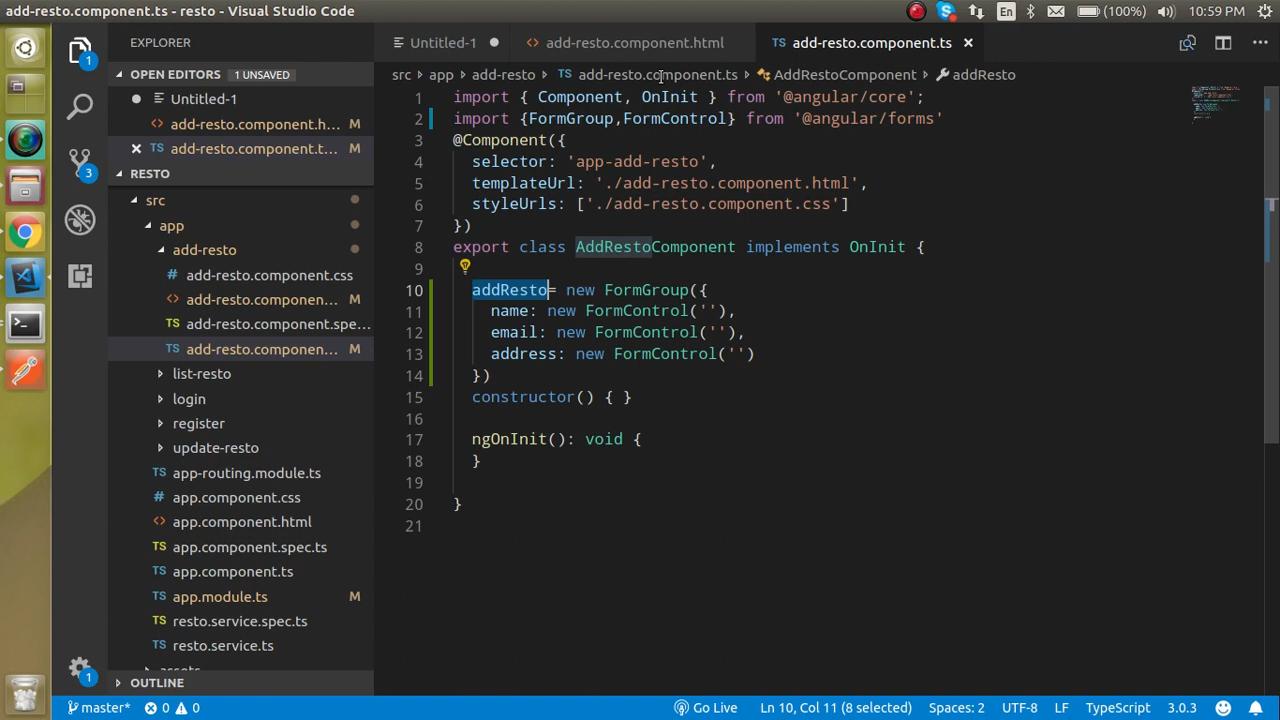 add-resto.component.ts - resto - Visual Studio Code
En
(100%)
10:59 PM
EXPLORER
OPEN EDITORS 1 UNSAVED
Untitled-1
add-resto.component.h... M
add-resto.component.t... M
RESTO
src
app
add-resto
add-resto.component.css
add-resto.component... M
add-resto.component.spe...
add-resto.component... M
list-resto
login
register
update-resto
app-routing.module.ts
app.component.css
app.component.html
app.component.spec.ts
app.component.ts
app.module.ts M
resto.service.spec.ts
resto.service.ts
OUTLINE
Untitled-1
add-resto.component.html
TS add-resto.component.ts
src app add-resto TS add-resto.component.ts AddRestoComponent addResto
1 import { Component, OnInit } from '@angular/core';
2 import {FormGroup,FormControl} from '@angular/forms'
3 @Component({
4 selector: 'app-add-resto',
5 templateUrl: './add-resto.component.html',
6 styleUrls: ['./add-resto.component.css']
7 })
8 export class AddRestoComponent implements OnInit {
9
10 addResto= new FormGroup({
11 name: new FormControl(''),
12 email: new FormControl(''),
13 address: new FormControl('')
14 })
15 constructor() { }
16
17 ngOnInit(): void {
18 }
19
20 }
21
master* 0 0 Go Live Ln 10, Col 11 (8 selected) Spaces: 2 UTF-8 LF TypeScript 3.0.3 1